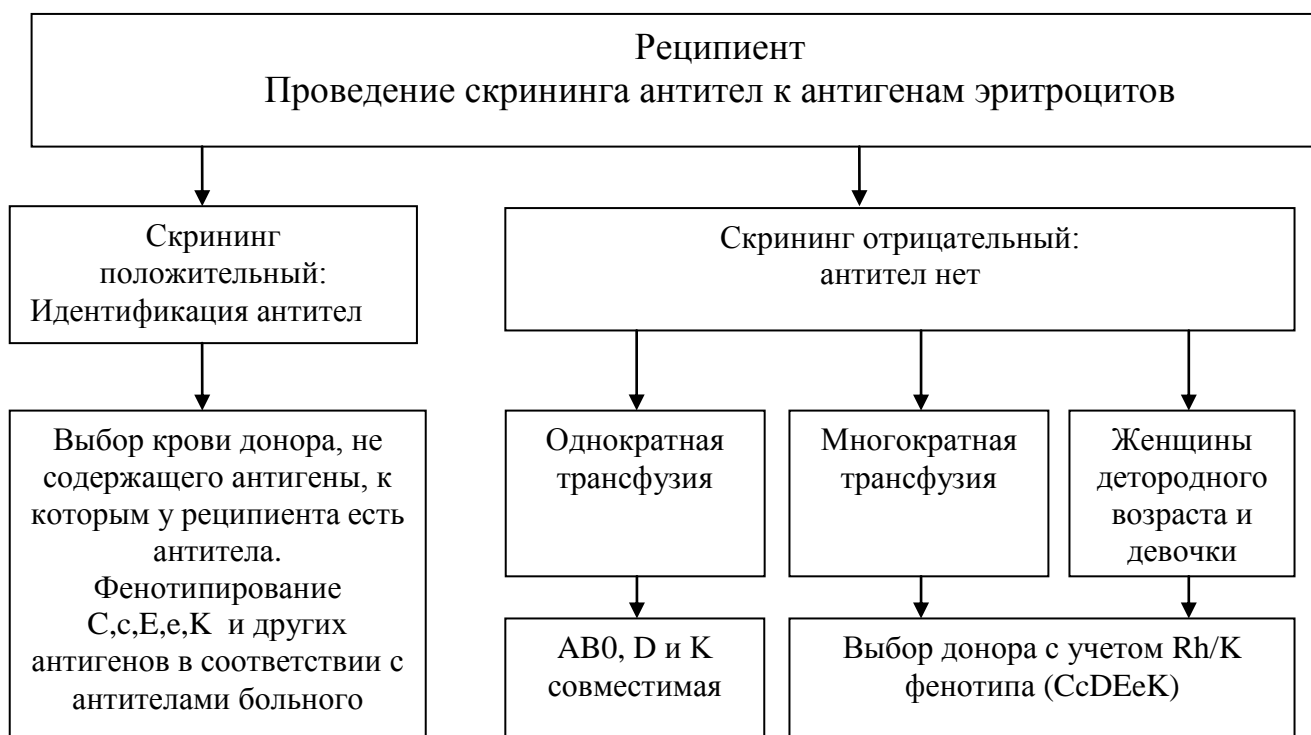 Реципиент
Проведение скрининга антител к антигенам эритроцитов
Скрининг
положительный:
Идентификация антител
Скрининг отрицательный:
антител нет
Выбор крови донора, не
содержащего антигены, к
которым у реципиента есть
антитела.
Фенотипирование
C,c,E,e,K и других
антигенов в соответствии с
антителами больного
Однократная
трансфузия
Многократная
трансфузия
Женщины
детородного
возраста и
девочки
AB0, D и K
совместимая
Выбор донора с учетом Rh/K
фенотипа (CcDEeK)